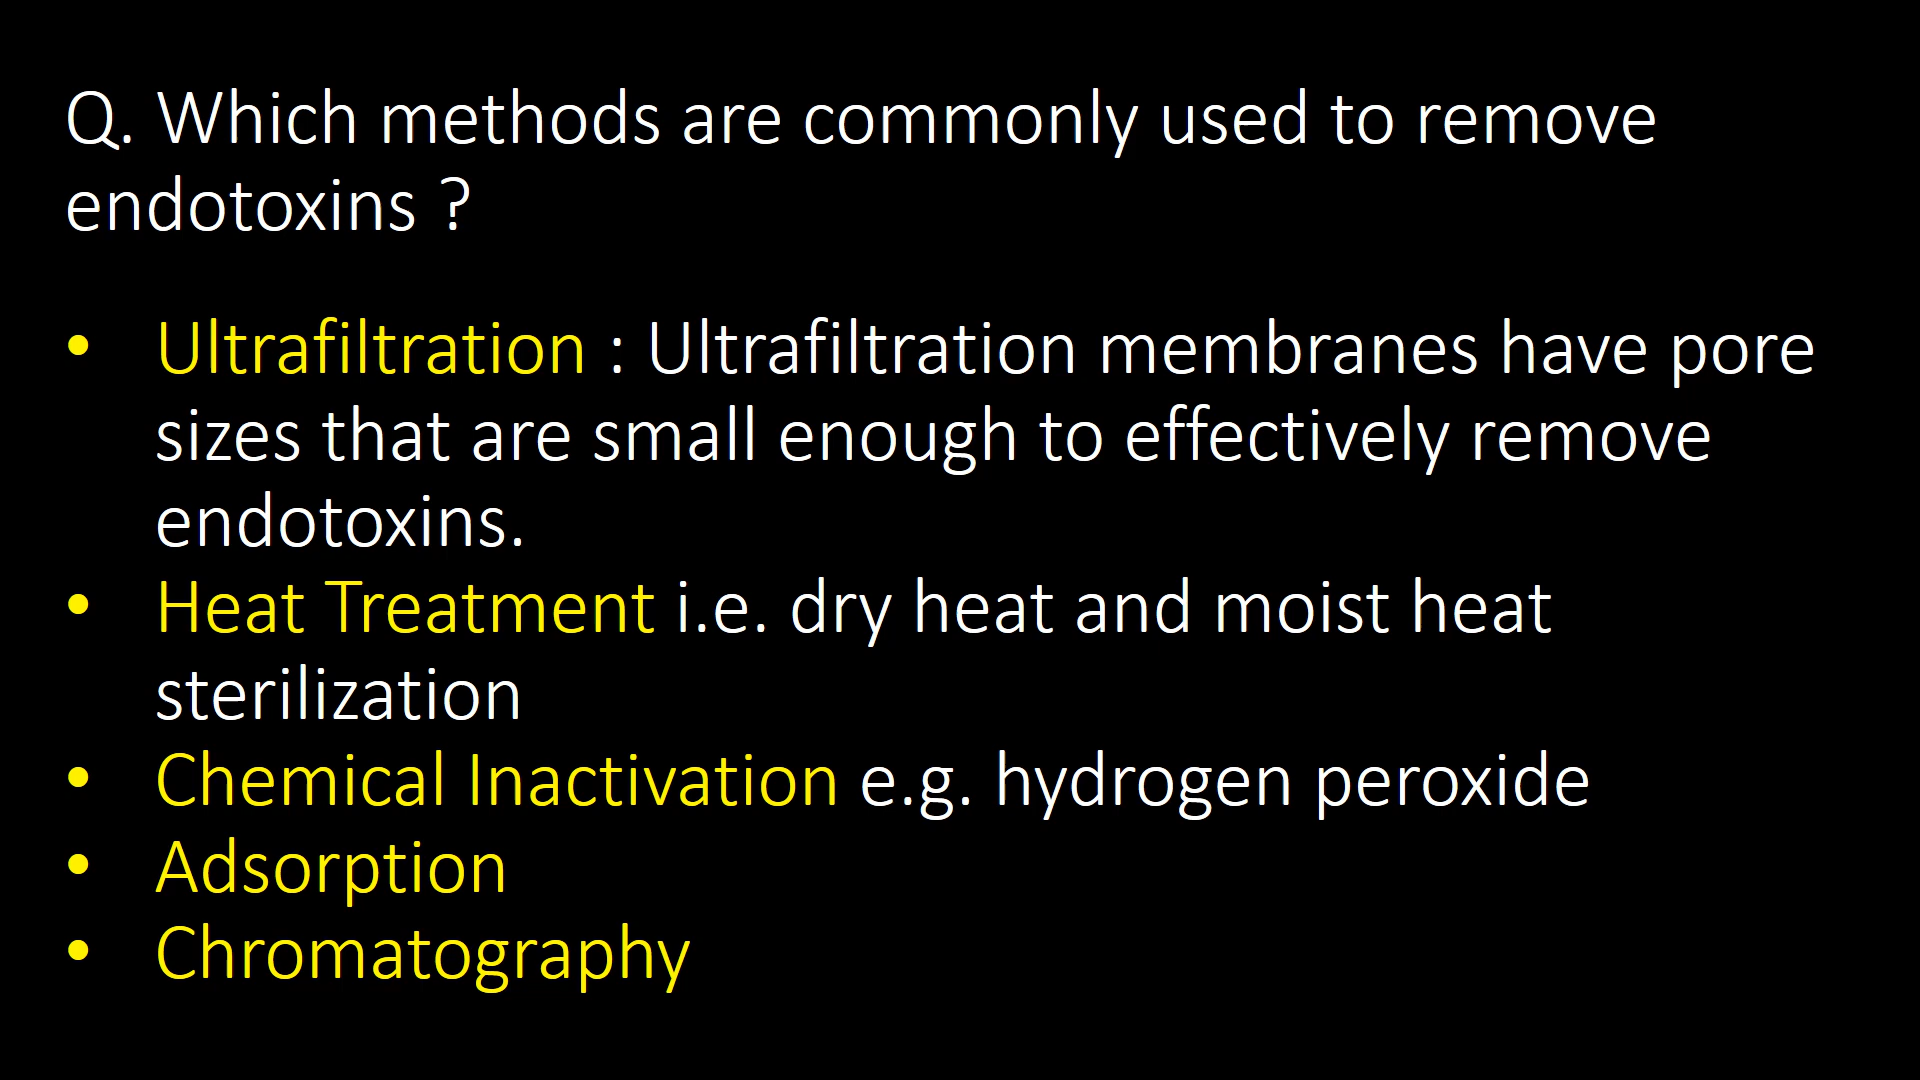 Q. Which methods are commonly used to remove
endotoxins ?
• Ultrafiltration : Ultrafiltration membranes have pore
sizes that are small enough to effectively remove
endotoxins.
• Heat Treatment i.e. dry heat and moist heat
sterilization
• Chemical Inactivation e.g. hydrogen peroxide
• Adsorption
• Chromatography